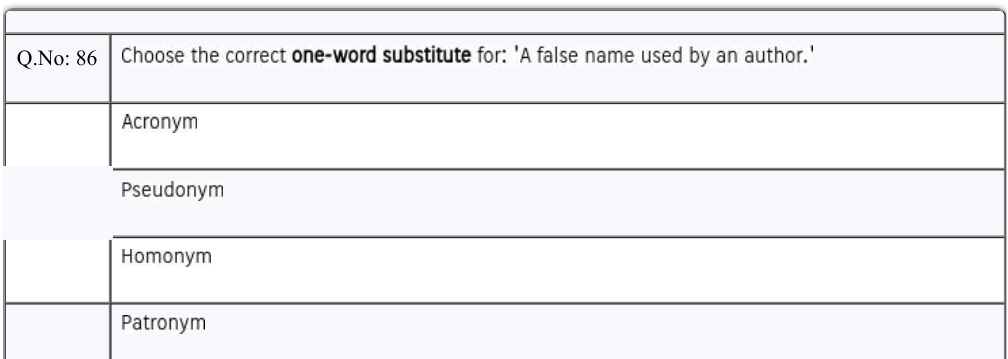 Q.No: 86 Choose the correct one-word substitute for: 'A false name used by an author.'
Acronym
Pseudonym
Homonym
Patronym